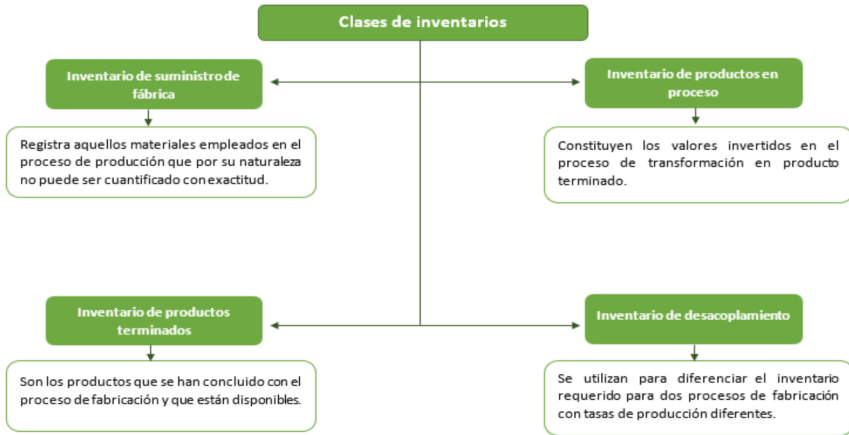 Clases de inventarios
Inventario de suministro de
fábrica
Registra aquellos materiales empleados en el
proceso de producción que por su naturaleza
no puede ser cuantificado con exactitud.
Inventario de productos en
proceso
Constituyen los valores invertidos en el
proceso de transformación en producto
terminado.
Inventario de productos
terminados
Son los productos que se han concluido con el
proceso de fabricación y que están disponibles.
Inventario de desacoplamiento
Se utilizan para diferenciar el inventario
requerido para dos procesos de fabricación
con tasas de producción diferentes.